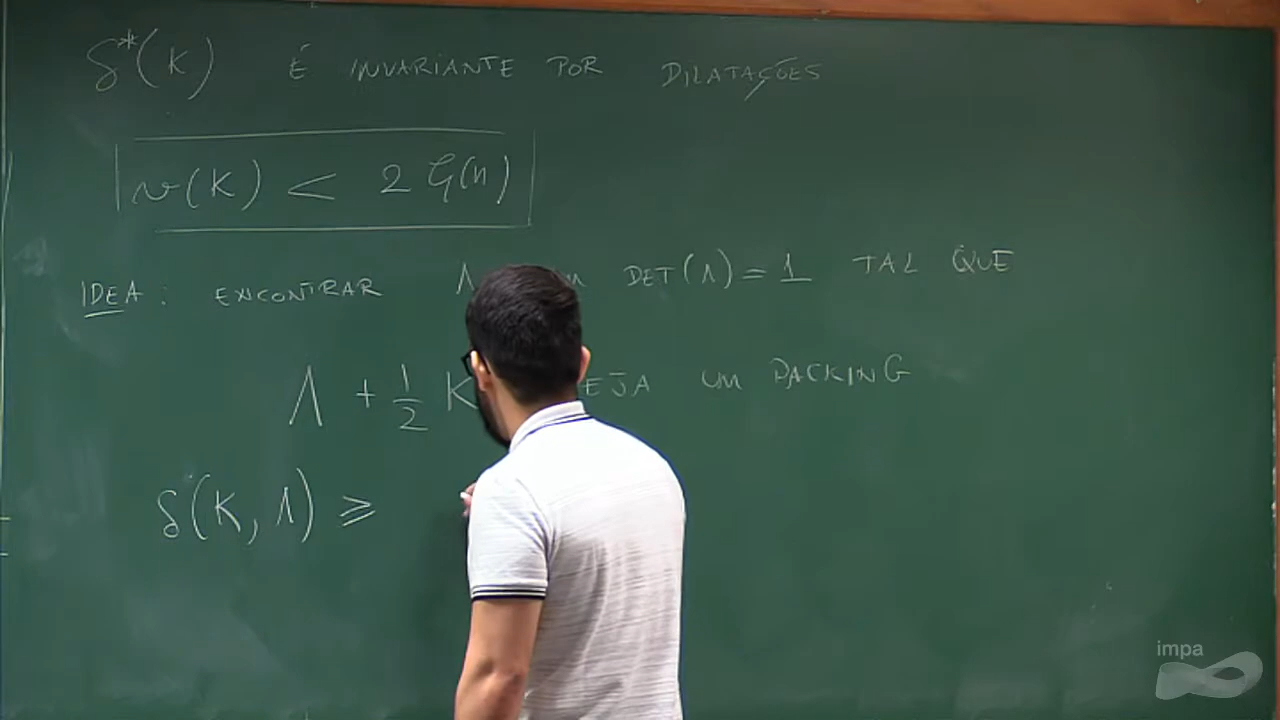 δ*(K) É INVARIANTE POR DILATAÇÕES
v(K) < 2 ζ(n)
IDEA: ENCONTRAR Λ DET(Λ) = 1 TAL QUE
Λ + 1/2 K EJA UM PACKING
δ(K, Λ) ≥
impa